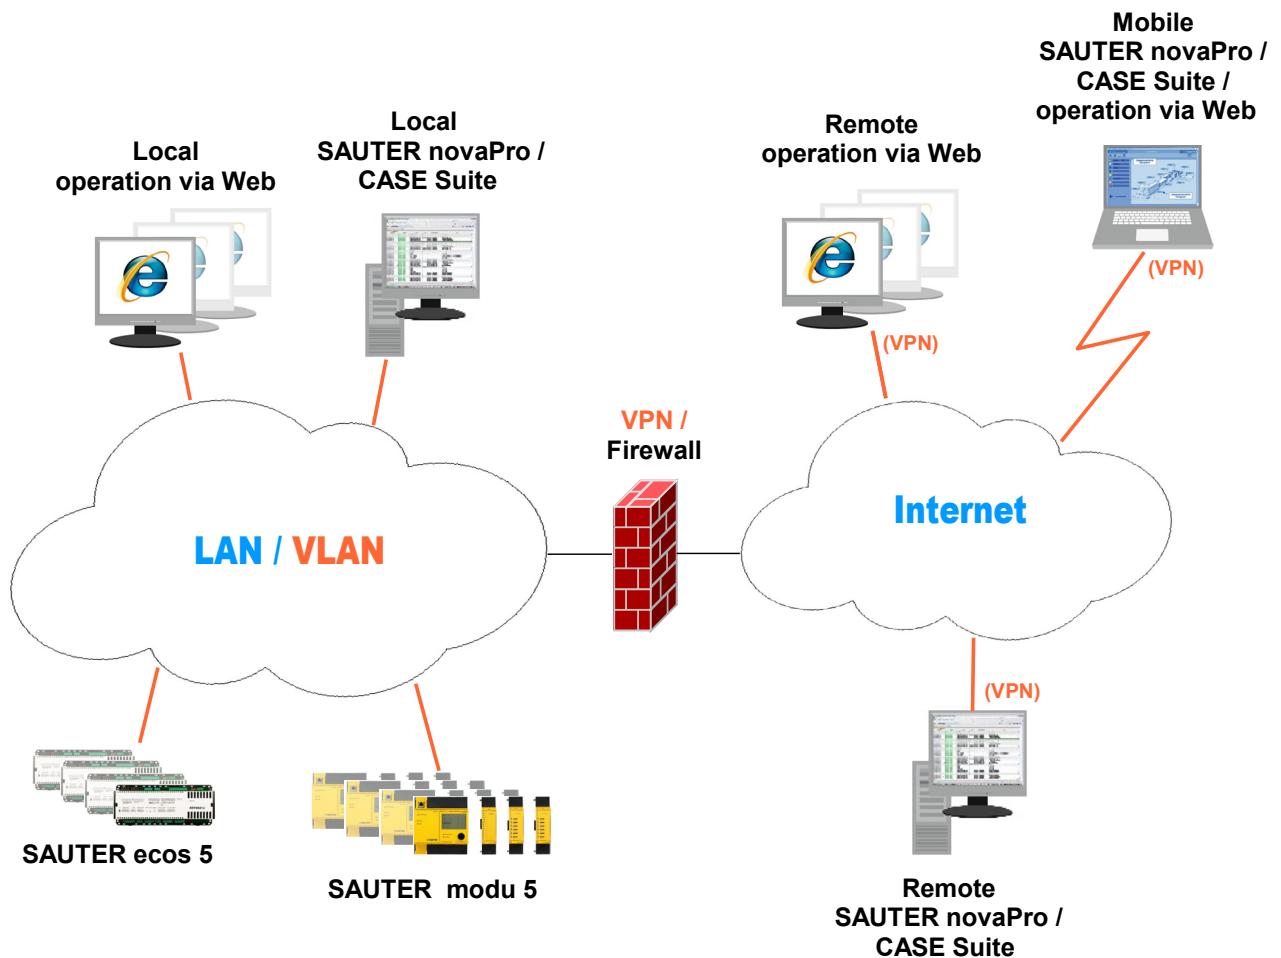 Mobile
SAUTER novaPro /
CASE Suite /
operation via Web
Local
SAUTER novaPro /
CASE Suite
Remote
operation via Web
Local
operation via Web
(VPN)
(VPN)
VPN /
Firewall
Internet
LAN / VLAN
(VPN)
SAUTER ecos 5
SAUTER modu 5
Remote
SAUTER novaPro /
CASE Suite